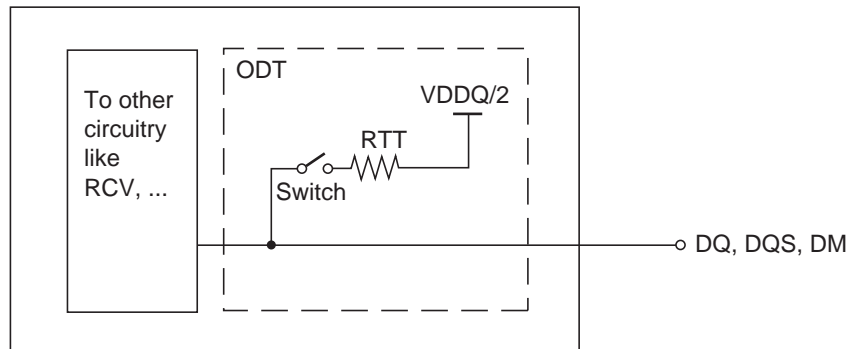 ODT
To other
circuitry
like
RCV, ...
VDDQ/2
RTT
Switch
DQ, DQS, DM